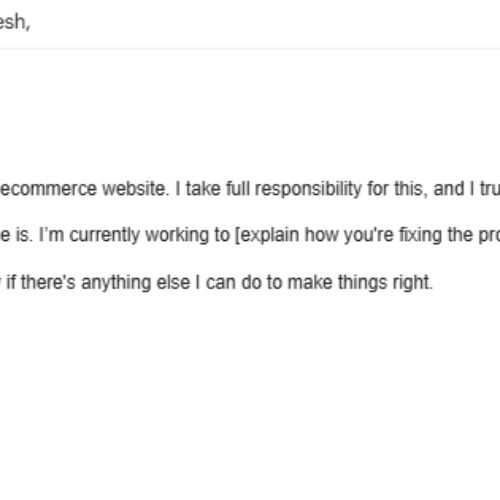 esh,
ecommerce website. I take full responsibility for this, and I tru
e is. I'm currently working to [explain how you're fixing the pro
if there's anything else I can do to make things right.